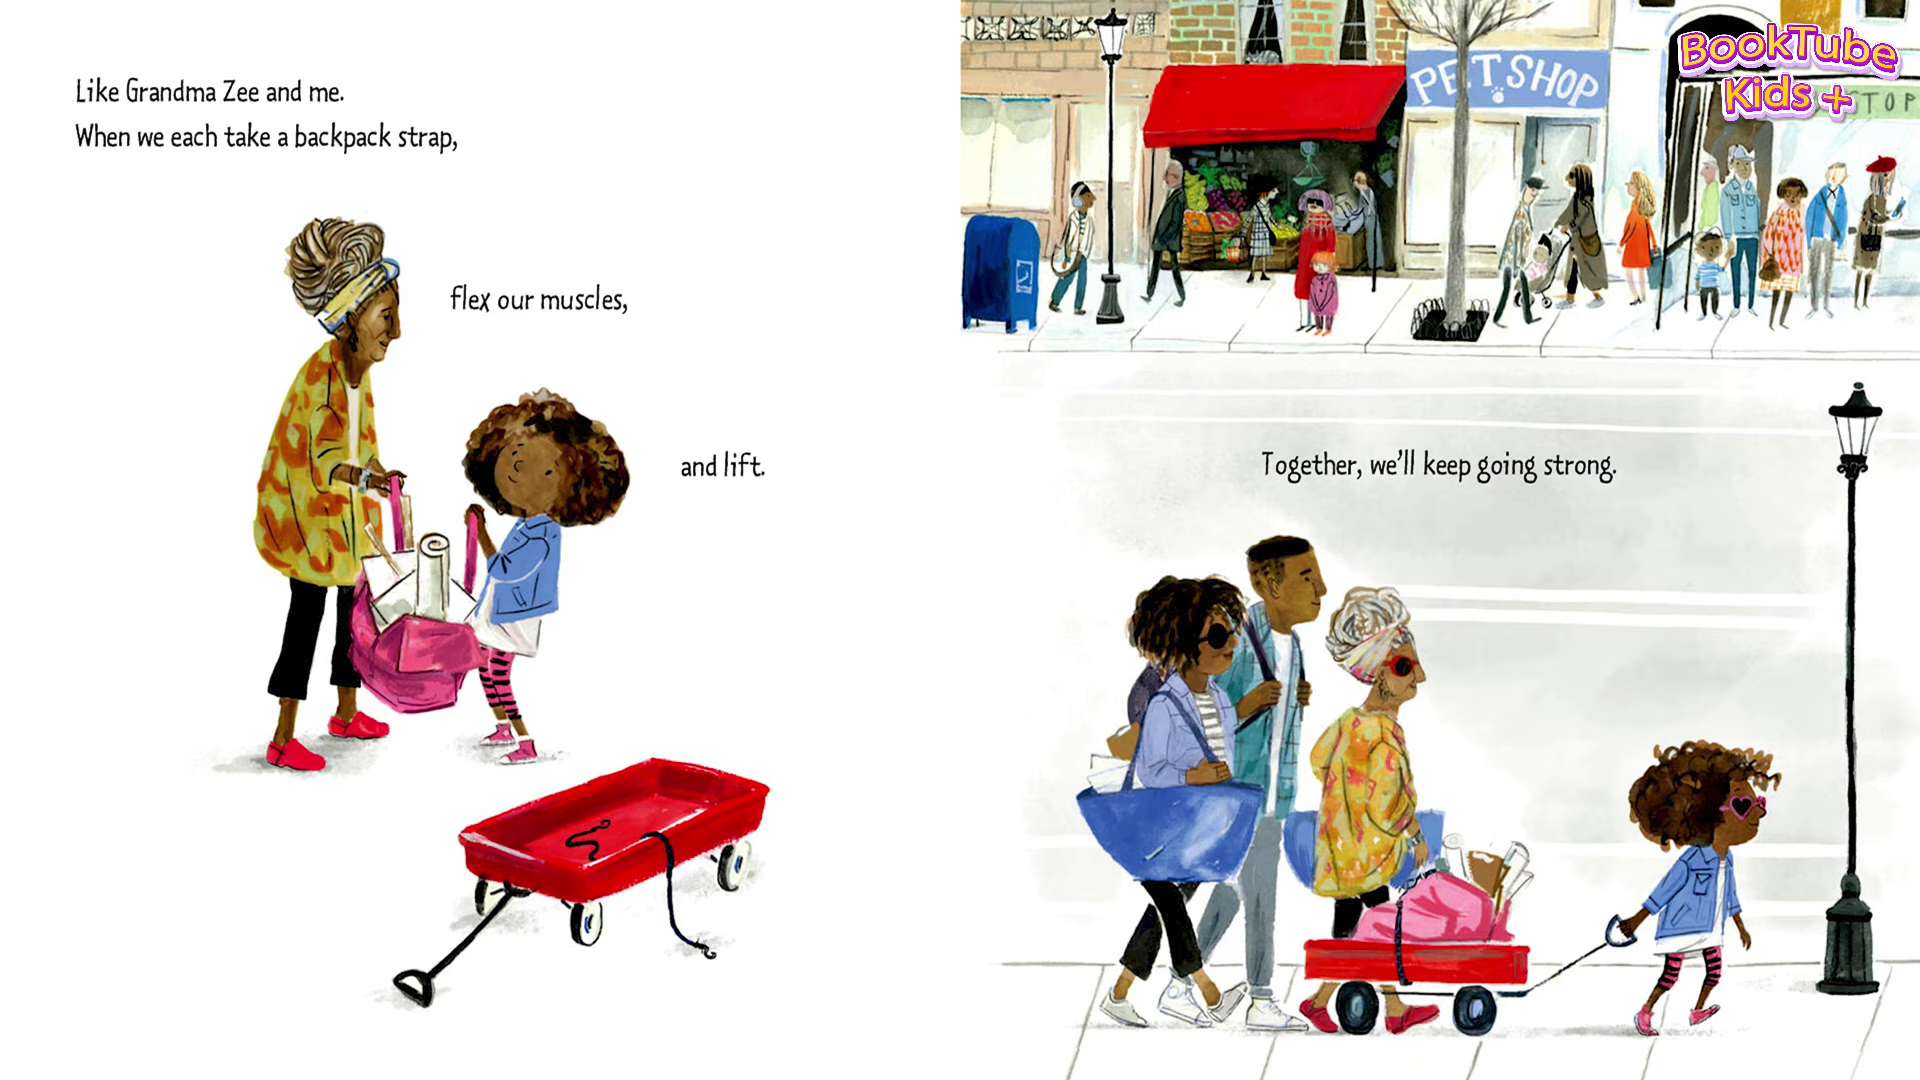 Like Grandma Zee and me.
When we each take a backpack strap,
flex our muscles,
and lift.
PET SHOP
BookTube
Kids +
STOP
Together, we'll keep going strong.